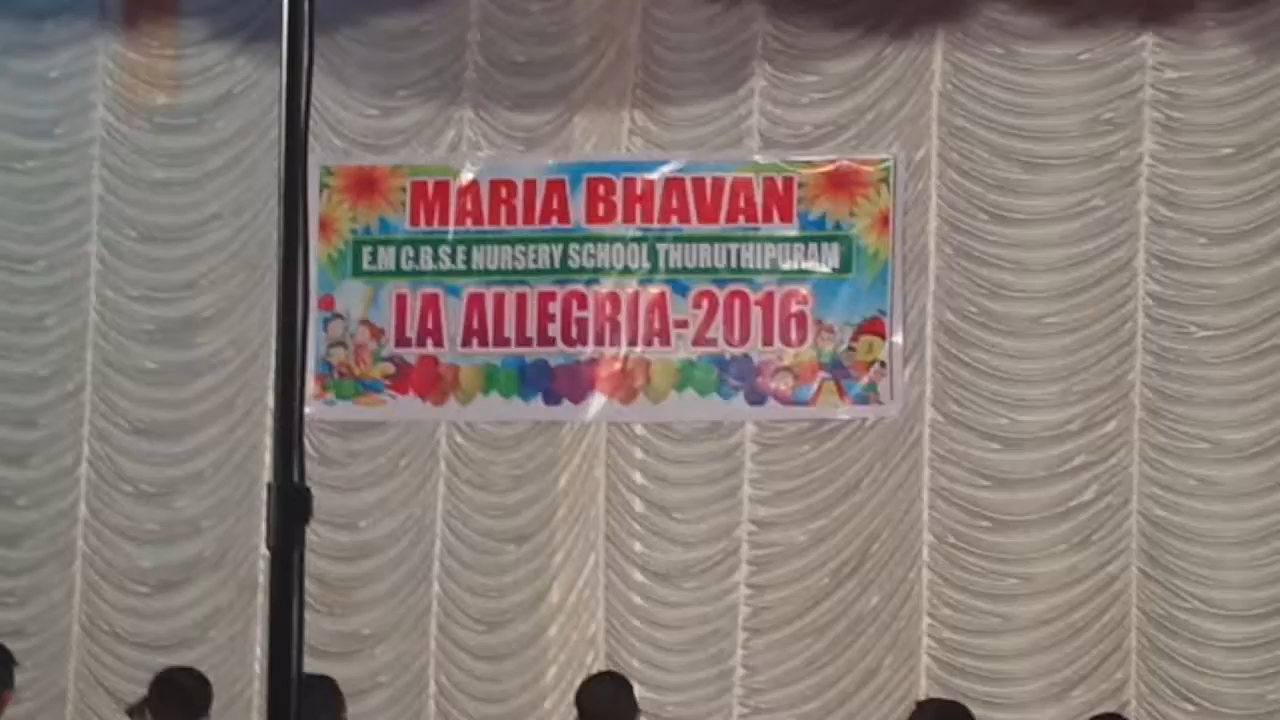 MARIA BHAVAN
E.M C.B.S.E NURSERY SCHOOL THURUTHIPURAM
LA ALLEGRIA-2016